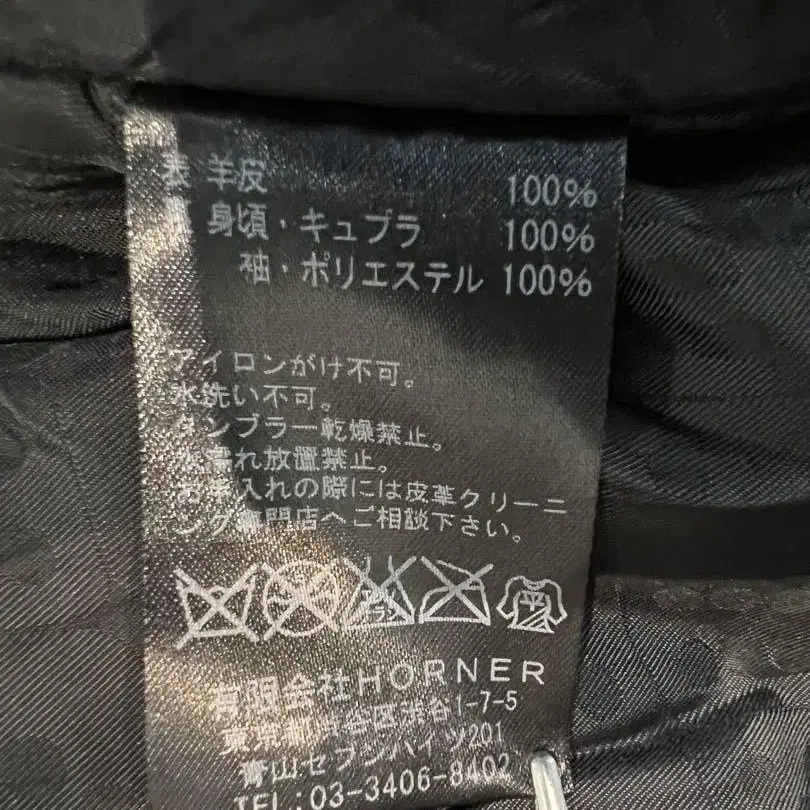 表 羊皮 100%
裏 身頃・キュプラ 100%
袖・ポリエステル 100%
アイロンがけ不可。
水洗い不可。
タンブラー乾燥禁止。
水濡れ放置禁止。
お手入れの際には皮革クリーニ
ング専門店へご相談下さい。
平
有限会社HORNER
東京都渋谷区渋谷1-7-5
青山セブンハイツ201
TEL:03-3406-8402